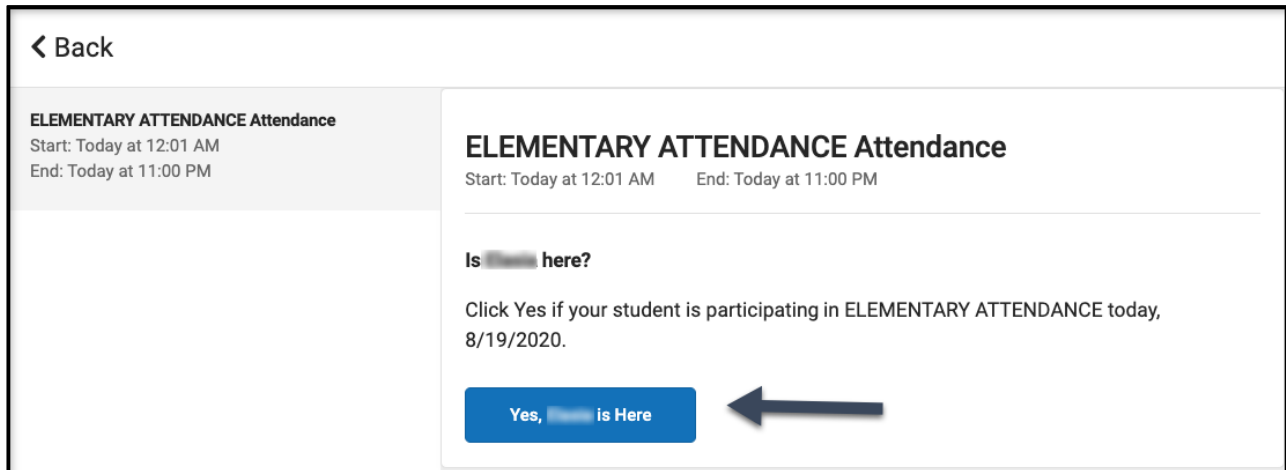 Back
ELEMENTARY ATTENDANCE Attendance
Start: Today at 12:01 AM
End: Today at 11:00 PM
ELEMENTARY ATTENDANCE Attendance
Start: Today at 12:01 AM End: Today at 11:00 PM
Is here?
Click Yes if your student is participating in ELEMENTARY ATTENDANCE today,
8/19/2020.
Yes, is Here